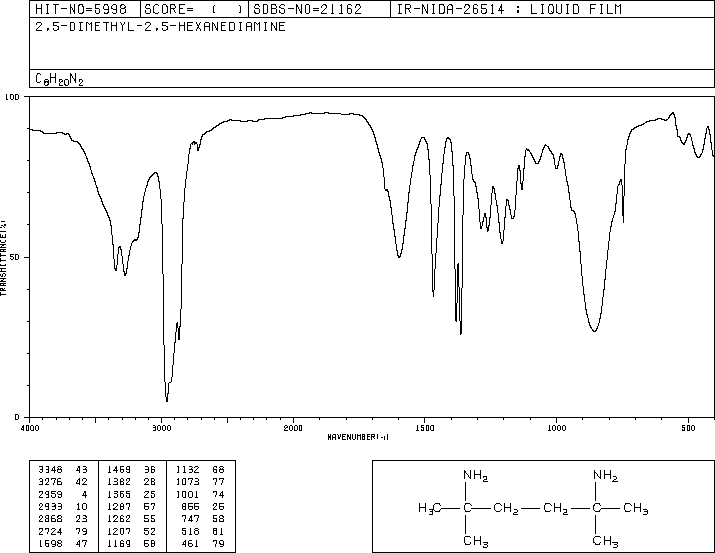 HIT-NO=5998 SCORE= ( ) SDBS-NO=21162 IR-NIDA-26514 : LIQUID FILM
2,5-DIMETHYL-2,5-HEXANEDIAMINE
C8H20N2
100
50
0
TRANSMITTANCE(%)
4000 3000 2000 1500 1000 500
WAVENUMBER(-1)
3348 43 1469 36 1132 68
3276 42 1382 28 1073 77
2959 4 1365 25 1001 74
2933 10 1287 57 855 26
2868 23 1262 55 747 58
2724 79 1207 52 518 81
1598 47 1169 58 461 79
NH2 NH2
H3C C CH2 CH2 C CH3
CH3 CH3